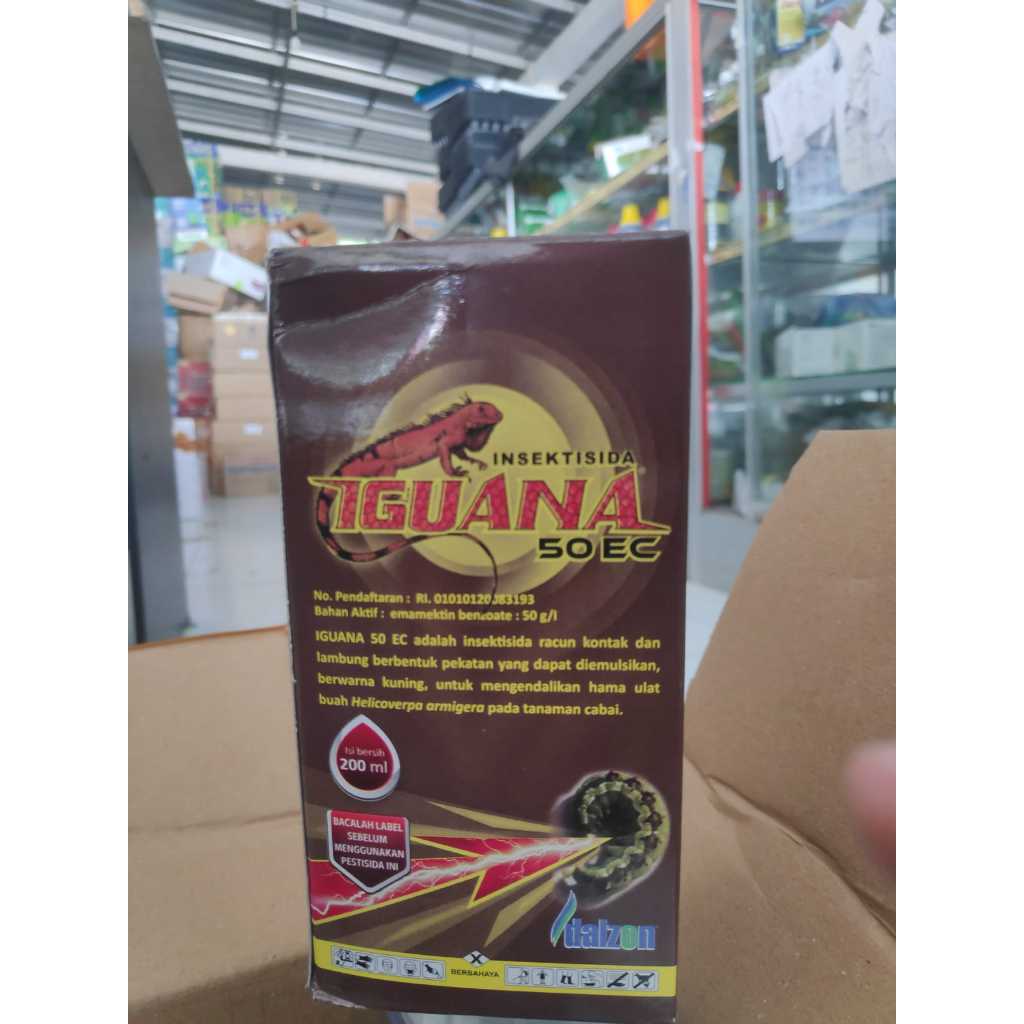 INSEKTISIDA
IGUANA
50 EC
No. Pendaftaran : RI. 01010120083193
Bahan Aktif : emamektin benzoate : 50 g/l
IGUANA 50 EC adalah insektisida racun kontak dan
lambung berbentuk pekatan yang dapat diemulsikan,
berwarna kuning, untuk mengendalikan hama ulat
buah Helicoverpa armigera pada tanaman cabai.
Isi bersih
200 ml
BACALAH LABEL
SEBELUM
MENGGUNAKAN
PESTISIDA INI
dalzon
X
BERBAHAYA